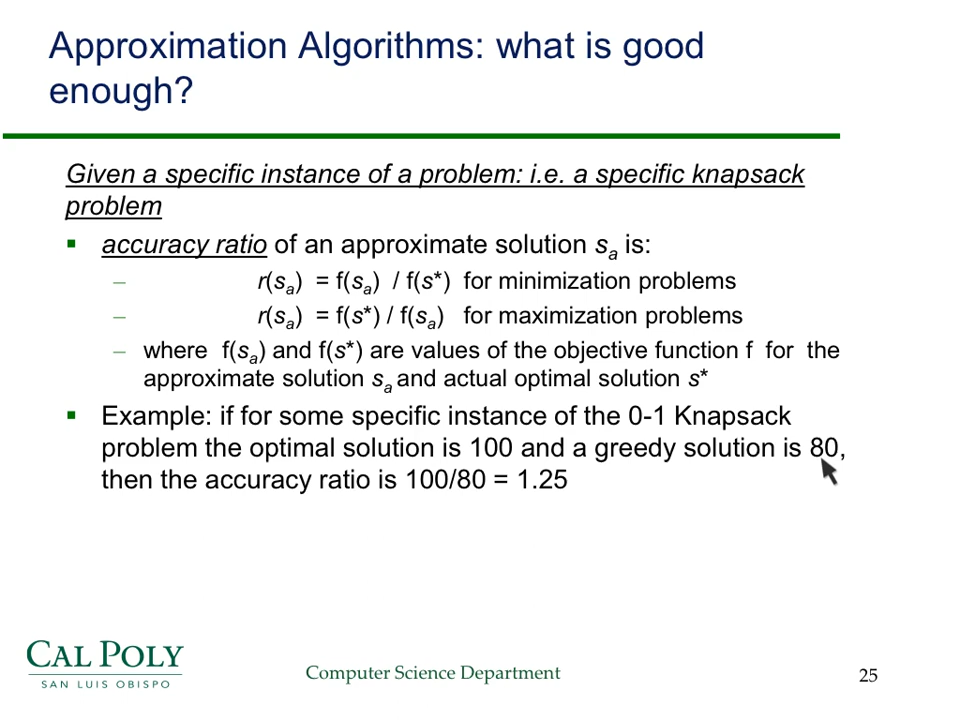 Approximation Algorithms: what is good
enough?
Given a specific instance of a problem: i.e. a specific knapsack
problem
▪ accuracy ratio of an approximate solution sa is:
– r(sa) = f(sa) / f(s*) for minimization problems
– r(sa) = f(s*) / f(sa) for maximization problems
– where f(sa) and f(s*) are values of the objective function f for the
approximate solution sa and actual optimal solution s*
▪ Example: if for some specific instance of the 0-1 Knapsack
problem the optimal solution is 100 and a greedy solution is 80,
then the accuracy ratio is 100/80 = 1.25
CAL POLY
SAN LUIS OBISPO
Computer Science Department
25